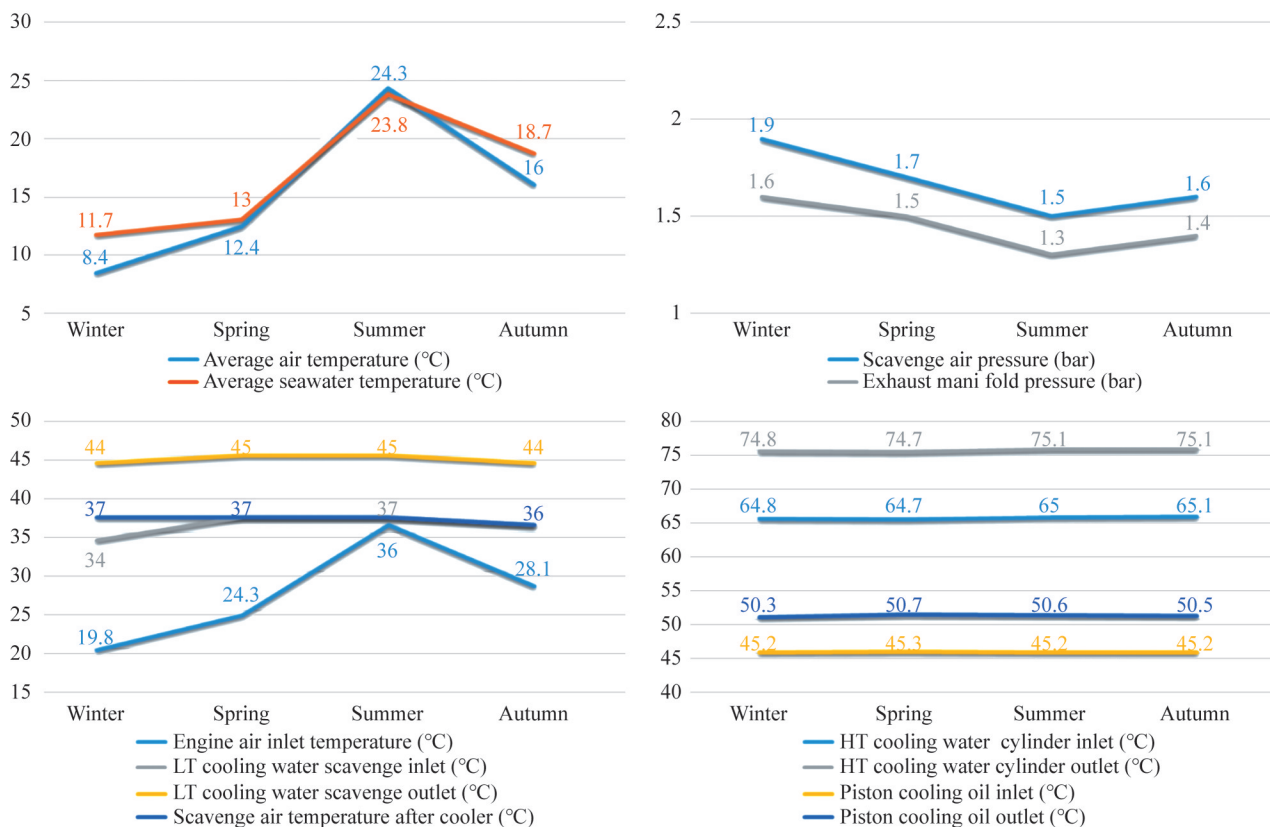 30
25
20
15
10
5
24.3
23.8
18.7
16
13
12.4
11.7
8.4
Winter Spring Summer Autumn
Average air temperature (℃)
Average seawater temperature (℃)
2.5
2
1.5
1
1.9
1.7
1.5
1.6
1.6
1.5
1.3
1.4
Winter Spring Summer Autumn
Scavenge air pressure (bar)
Exhaust mani fold pressure (bar)
50
45
40
35
30
25
20
15
44 45 45 44
37 37 37 36
34
36
28.1
24.3
19.8
Winter Spring Summer Autumn
Engine air inlet temperature (℃)
LT cooling water scavenge inlet (℃)
LT cooling water scavenge outlet (℃)
Scavenge air temperature after cooler (℃)
80
75
70
65
60
55
50
45
40
74.8 74.7 75.1 75.1
64.8 64.7 65 65.1
50.3 50.7 50.6 50.5
45.2 45.3 45.2 45.2
Winter Spring Summer Autumn
HT cooling water cylinder inlet (℃)
HT cooling water cylinder outlet (℃)
Piston cooling oil inlet (℃)
Piston cooling oil outlet (℃)